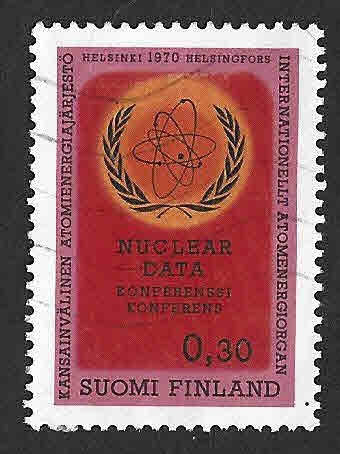 HELSINKI 1970 HELSINGFORS
KANSAINVÄLINEN ATOMIENERGIAJÄRJESTÖ
INTERNATIONELLT ATOMENERGIORGAN
NUCLEAR
DATA
KONFERENSSI
KONFERENS
0,30
SUOMI FINLAND